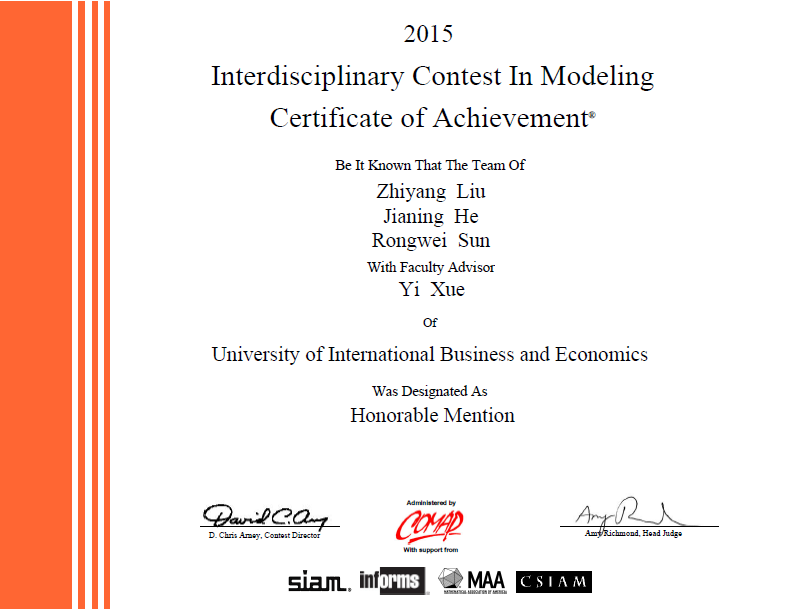 2015
Interdisciplinary Contest In Modeling
Certificate of Achievement®
Be It Known That The Team Of
Zhiyang Liu
Jianing He
Rongwei Sun
With Faculty Advisor
Yi Xue
Of
University of International Business and Economics
Was Designated As
Honorable Mention
David C. Arney
D. Chris Arney, Contest Director
Administered by
COMAP
With support from
Amy Richmond, Head Judge
siam. informs MAA CSIAM
MATHEMATICAL ASSOCIATION OF AMERICA